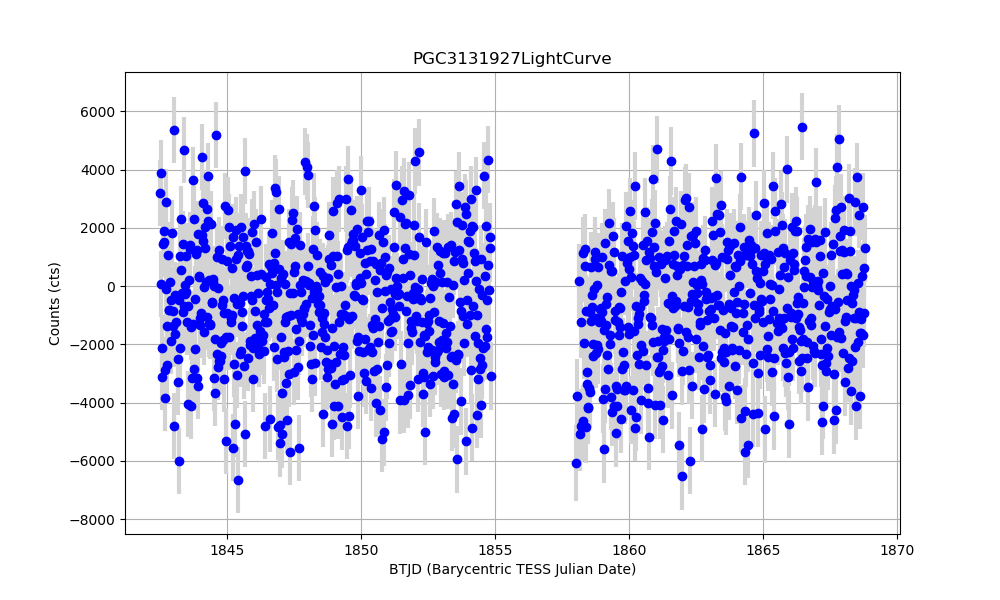 PGC3131927LightCurve
6000
4000
2000
0
−2000
−4000
−6000
−8000
Counts (cts)
1845 1850 1855 1860 1865 1870
BTJD (Barycentric TESS Julian Date)